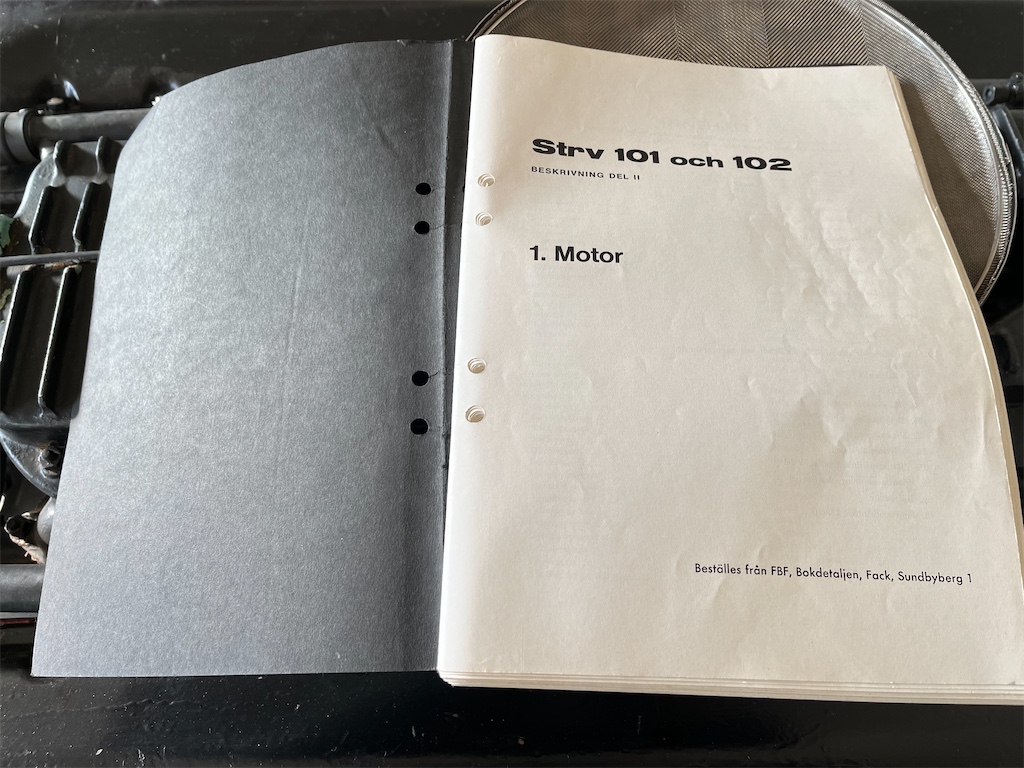 Strv 101 och 102
BESKRIVNING DEL II
1. Motor
Beställes från FBF, Bokdetaljen, Fack, Sundbyberg 1